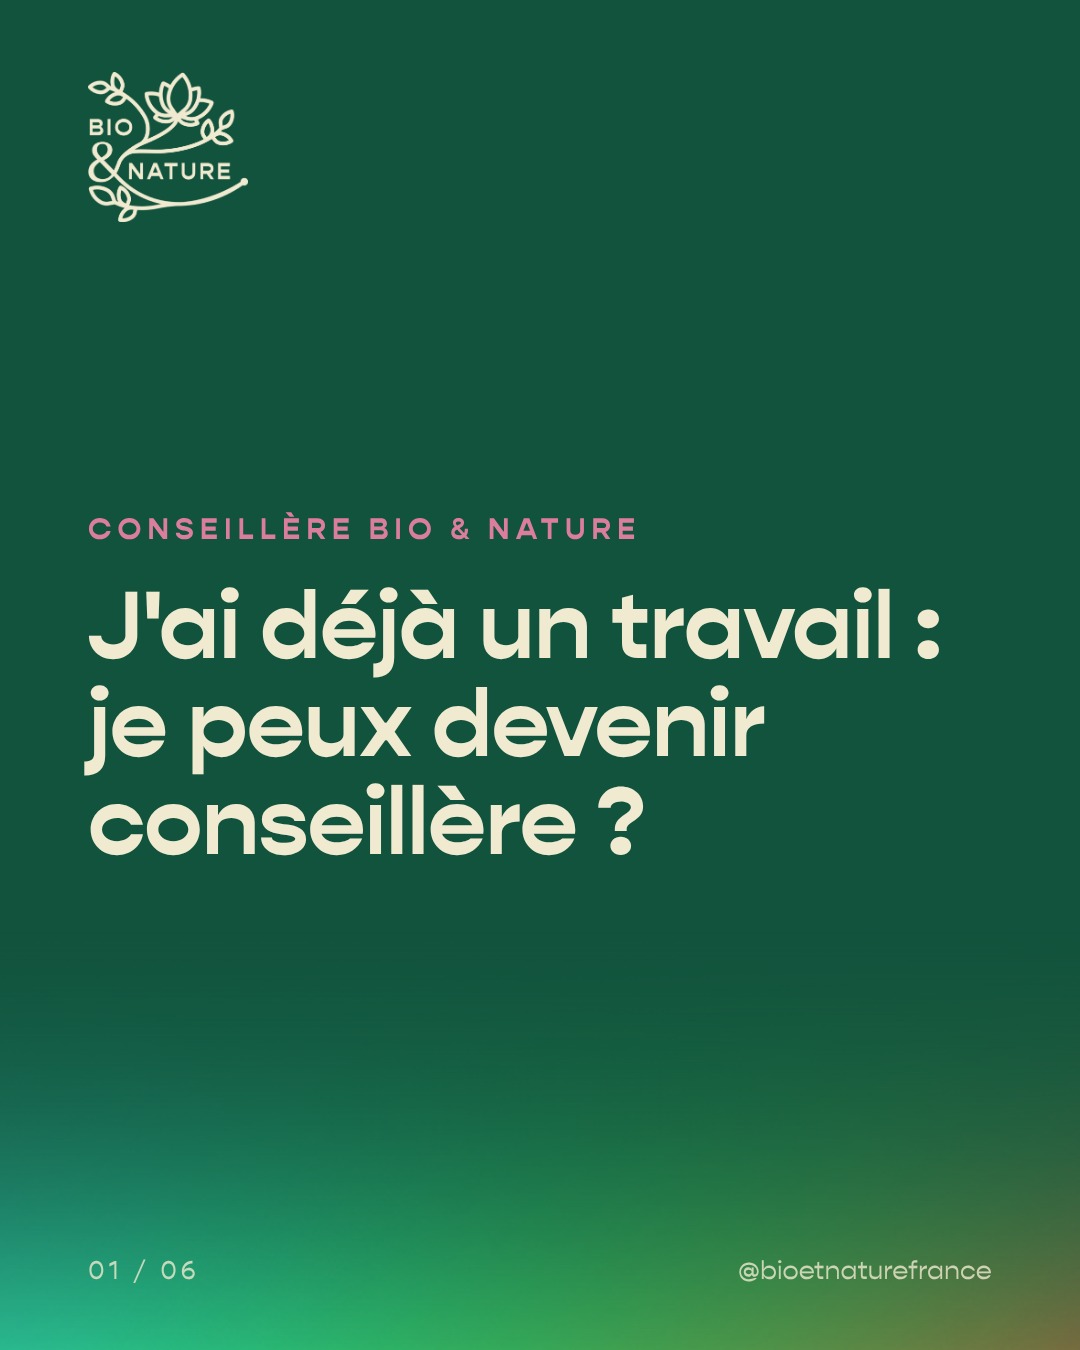 BIO
& NATURE
CONSEILLÈRE BIO & NATURE
J'ai déjà un travail :
je peux devenir
conseillère ?
01 / 06
@bioetnaturefrance